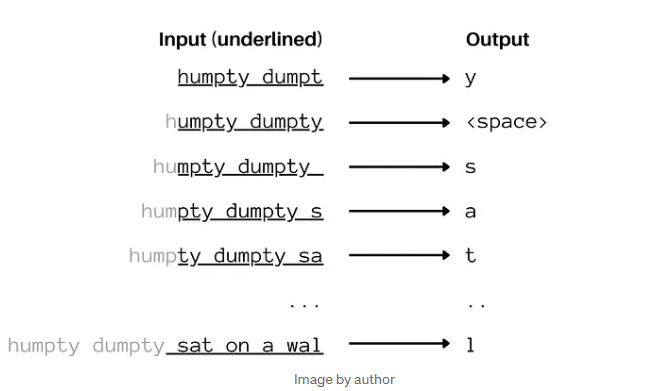 Input (underlined) Output
humpty dumpt y
humpty dumpty <space>
humpty dumpty s
humpty dumpty s a
humpty dumpty sa t
... ..
humpty dumpty sat on a wal l
Image by author